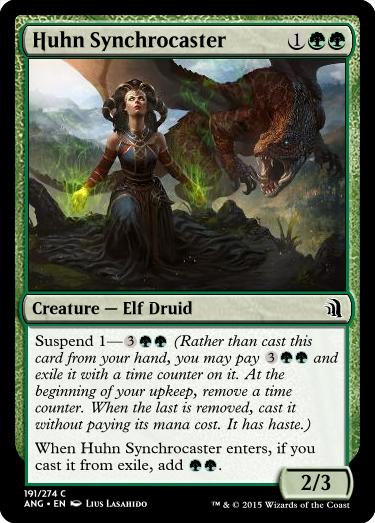 Huhn Synchrocaster 1
Creature — Elf Druid
Suspend 1—3 (Rather than cast this
card from your hand, you may pay 3 and
exile it with a time counter on it. At the
beginning of your upkeep, remove a time
counter. When the last is removed, cast it
without paying its mana cost. It has haste.)
When Huhn Synchrocaster enters, if you
cast it from exile, add .
2/3
191/274 C
ANG • EN Lius Lasahido ™ & © 2015 Wizards of the Coast